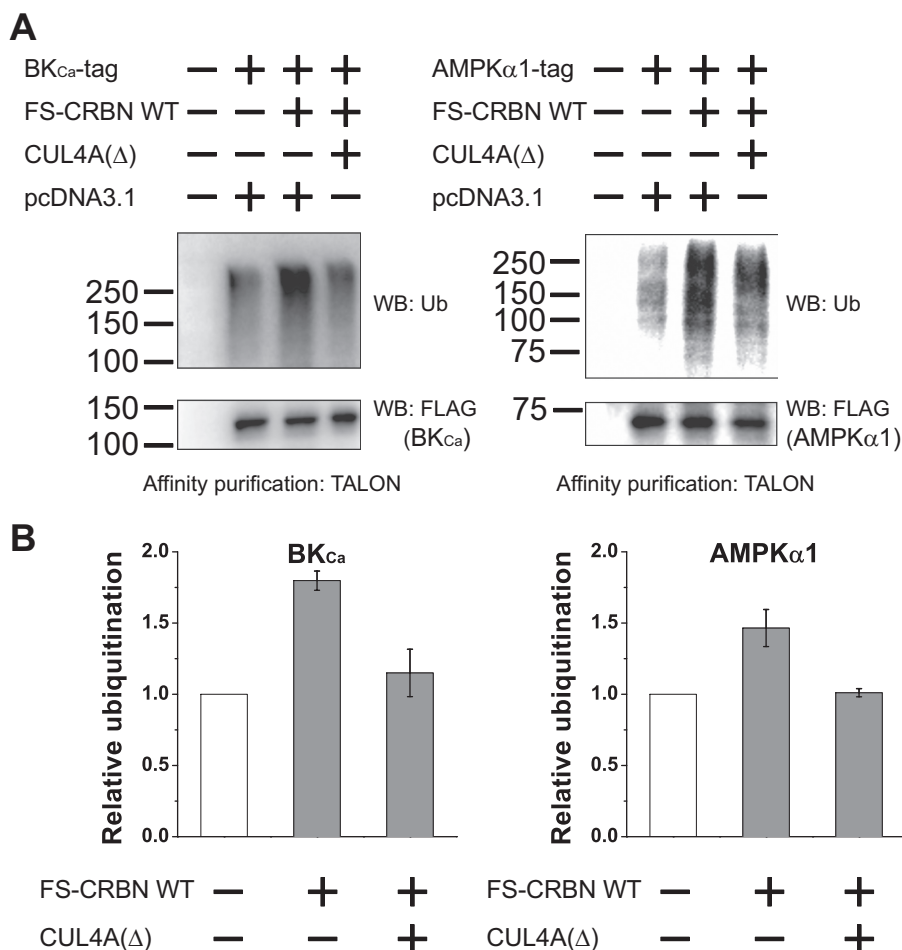 A
BKCa-tag — + + +
FS-CRBN WT — — + +
CUL4A(Δ) — — — +
pcDNA3.1 — + + —
250
150
100
WB: Ub
150
100
WB: FLAG
(BKCa)
Affinity purification: TALON
AMPKα1-tag — + + +
FS-CRBN WT — — + +
CUL4A(Δ) — — — +
pcDNA3.1 — + + —
250
150
100
75
WB: Ub
75
WB: FLAG
(AMPKα1)
Affinity purification: TALON
B
BKCa
Relative ubiquitination
2.0
1.5
1.0
0.5
0.0
FS-CRBN WT — + +
CUL4A(Δ) — — +
AMPKα1
Relative ubiquitination
2.0
1.5
1.0
0.5
0.0
FS-CRBN WT — + +
CUL4A(Δ) — — +